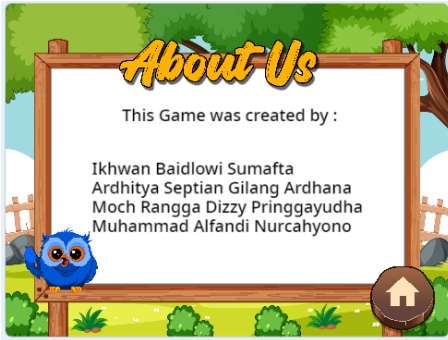 About Us
This Game was created by :
Ikhwan Baidlowi Sumafta
Ardhitya Septian Gilang Ardhana
Moch Rangga Dizzy Pringgayudha
Muhammad Alfandi Nurcahyono